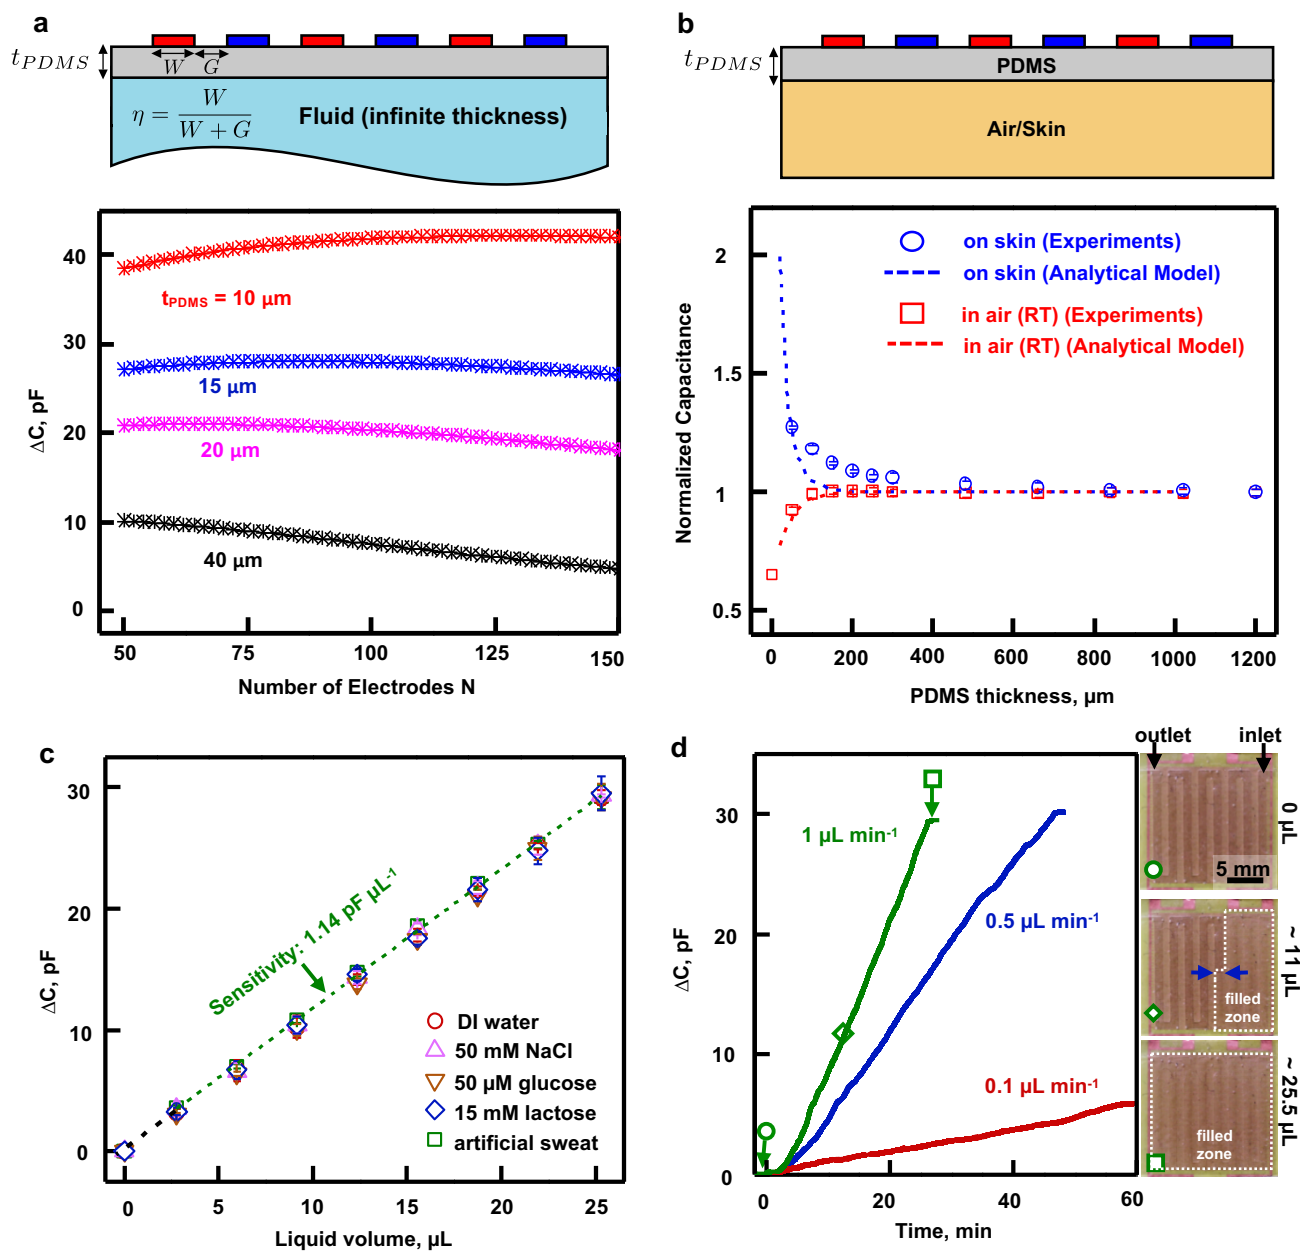 a
t_PDMS
W
G
η = W / (W + G)
Fluid (infinite thickness)
ΔC, pF
40
30
20
10
0
t_PDMS = 10 µm
15 µm
20 µm
40 µm
50
75
100
125
150
Number of Electrodes N
b
t_PDMS
PDMS
Air/Skin
Normalized Capacitance
2
1.5
1
0.5
on skin (Experiments)
on skin (Analytical Model)
in air (RT) (Experiments)
in air (RT) (Analytical Model)
0
200
400
600
800
1000
1200
PDMS thickness, µm
c
ΔC, pF
30
20
10
0
Sensitivity: 1.14 pF µL⁻¹
DI water
50 mM NaCl
50 µM glucose
15 mM lactose
artificial sweat
0
5
10
15
20
25
Liquid volume, µL
d
ΔC, pF
30
20
10
0
1 µL min⁻¹
0.5 µL min⁻¹
0.1 µL min⁻¹
0
20
40
60
Time, min
outlet
inlet
5 mm
0 µL
filled
zone
~ 11 µL
filled
zone
~ 25.5 µL